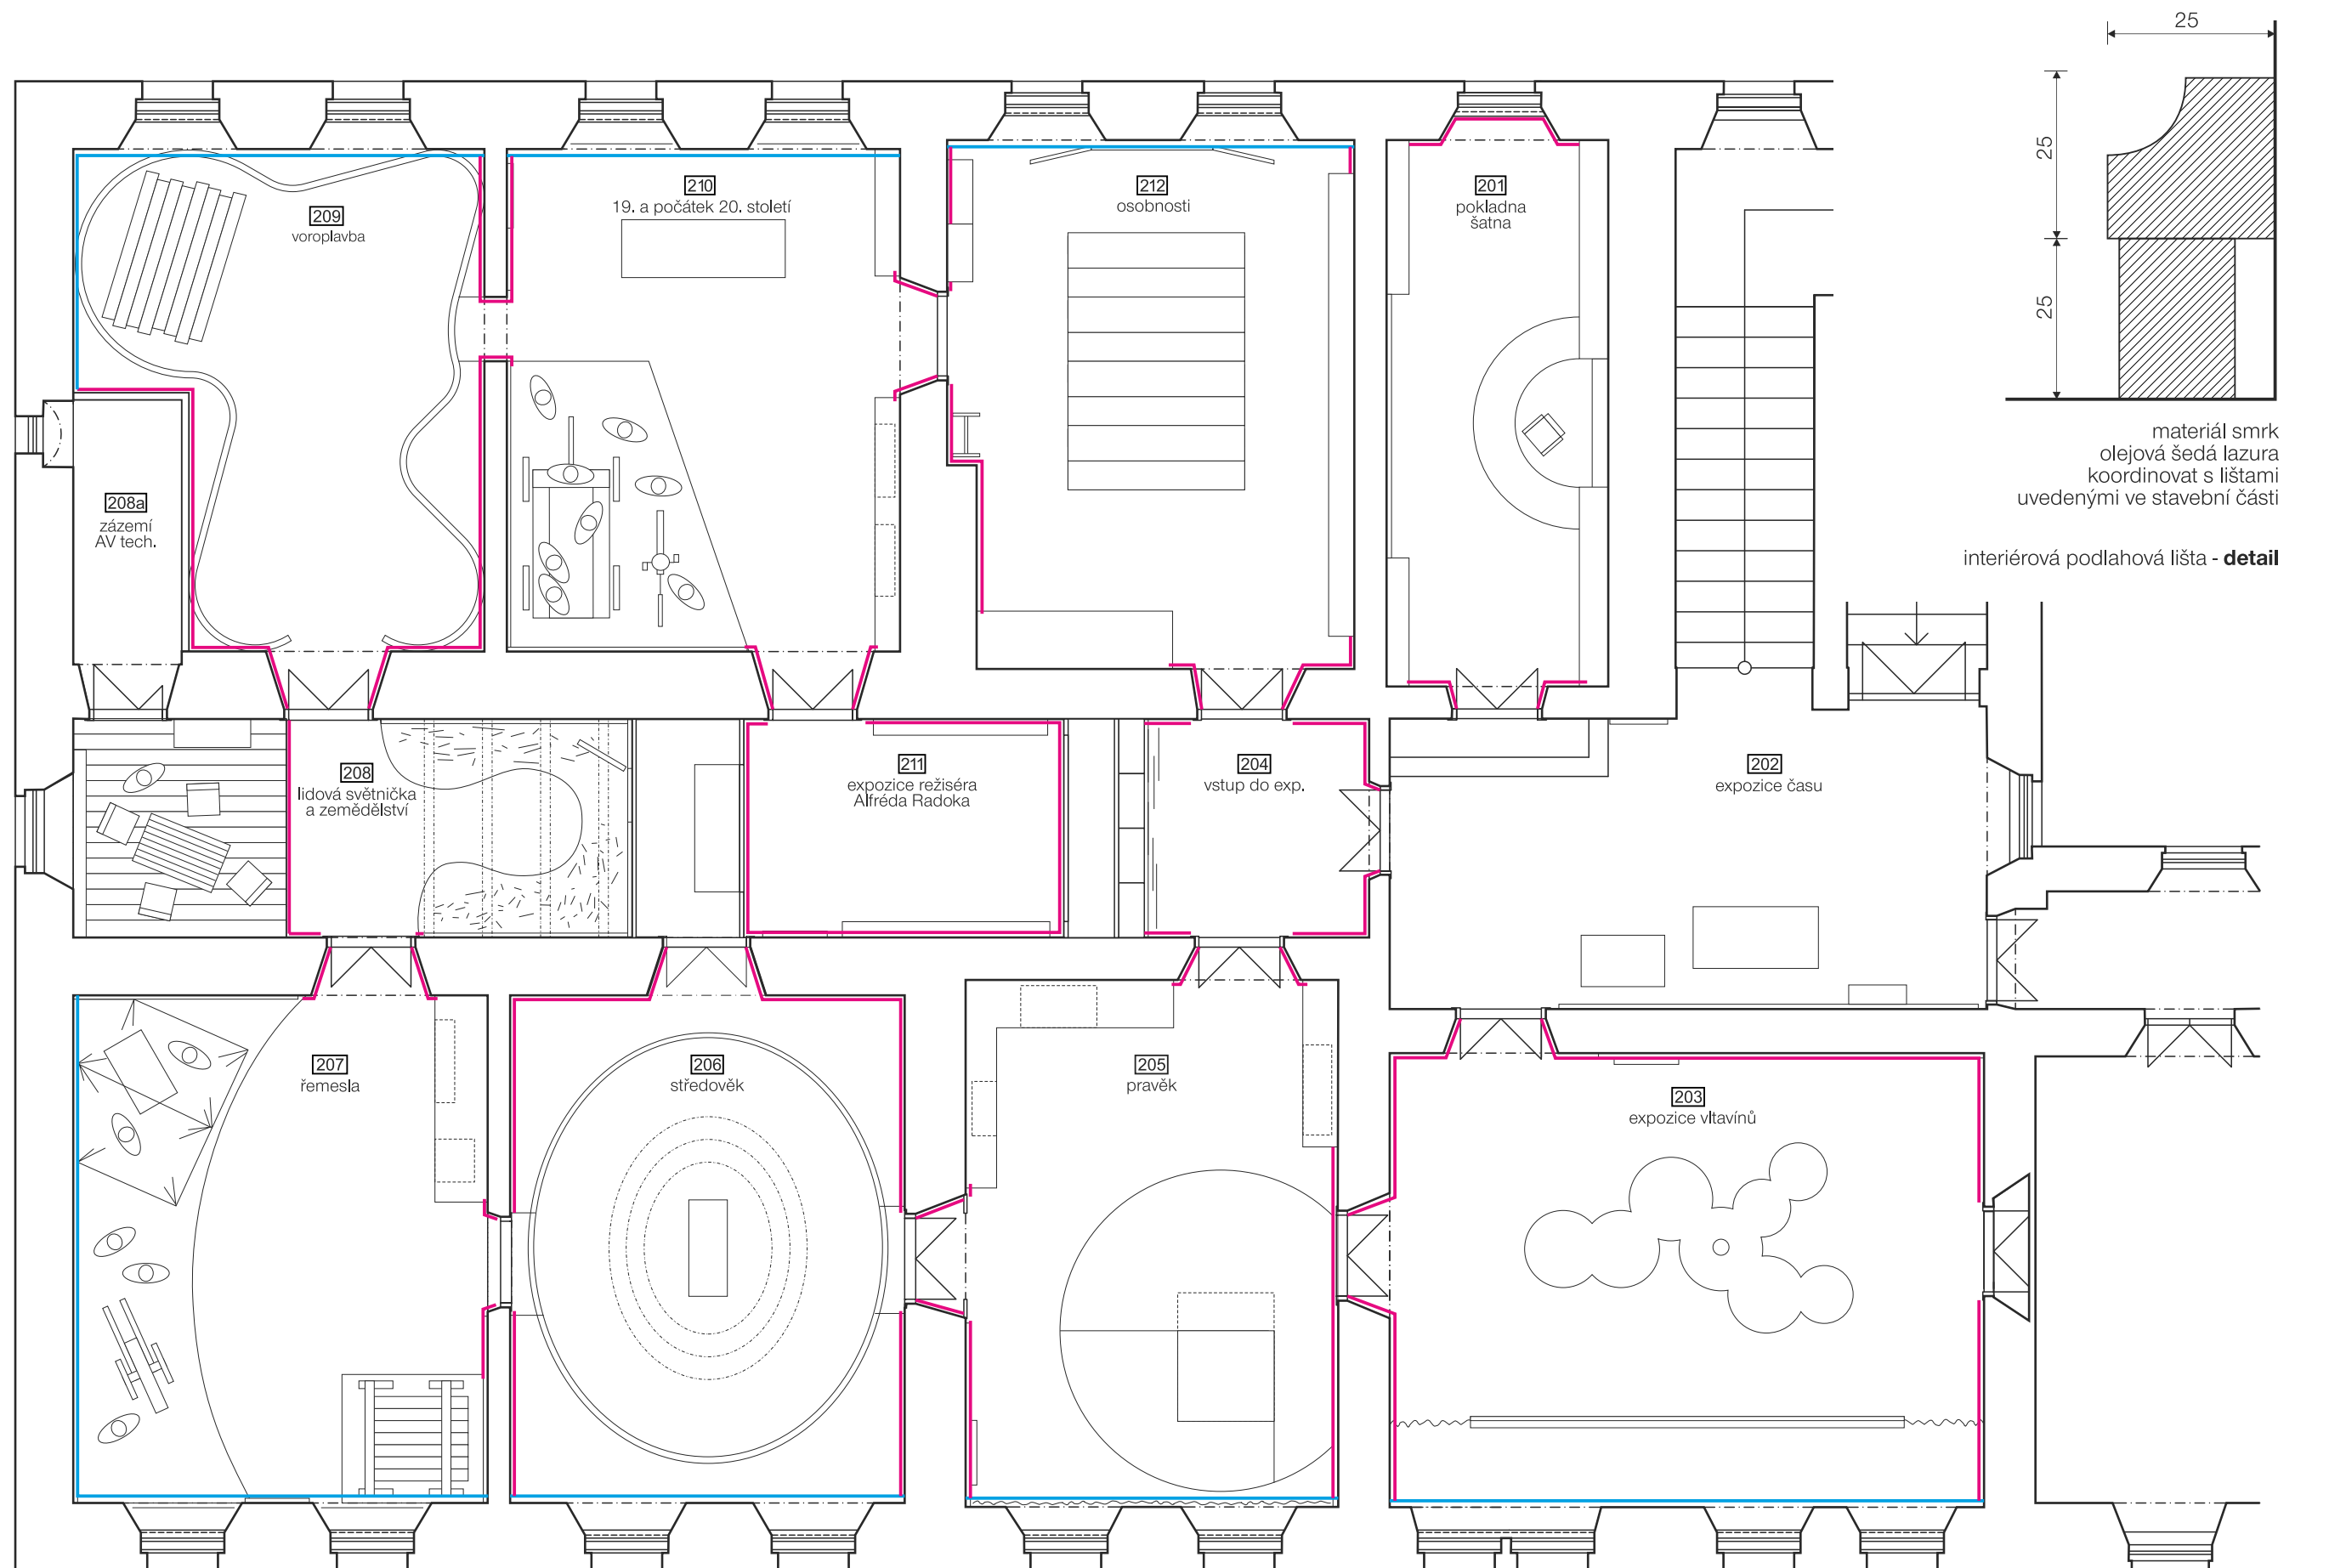 25
25
25
materiál smrk
olejová šedá lazura
koordinovat s lištami
uvedenými ve stavební části
interiérová podlahová lišta - detail
209
voroplavba
210
19. a počátek 20. století
212
osobnosti
201
pokladna
šatna
208a
zázemí
AV tech.
208
lidová světnička
a zemědělství
211
expozice režiséra
Alfréda Radoka
204
vstup do exp.
202
expozice času
207
řemesla
206
středověk
205
pravěk
203
expozice vltavínů